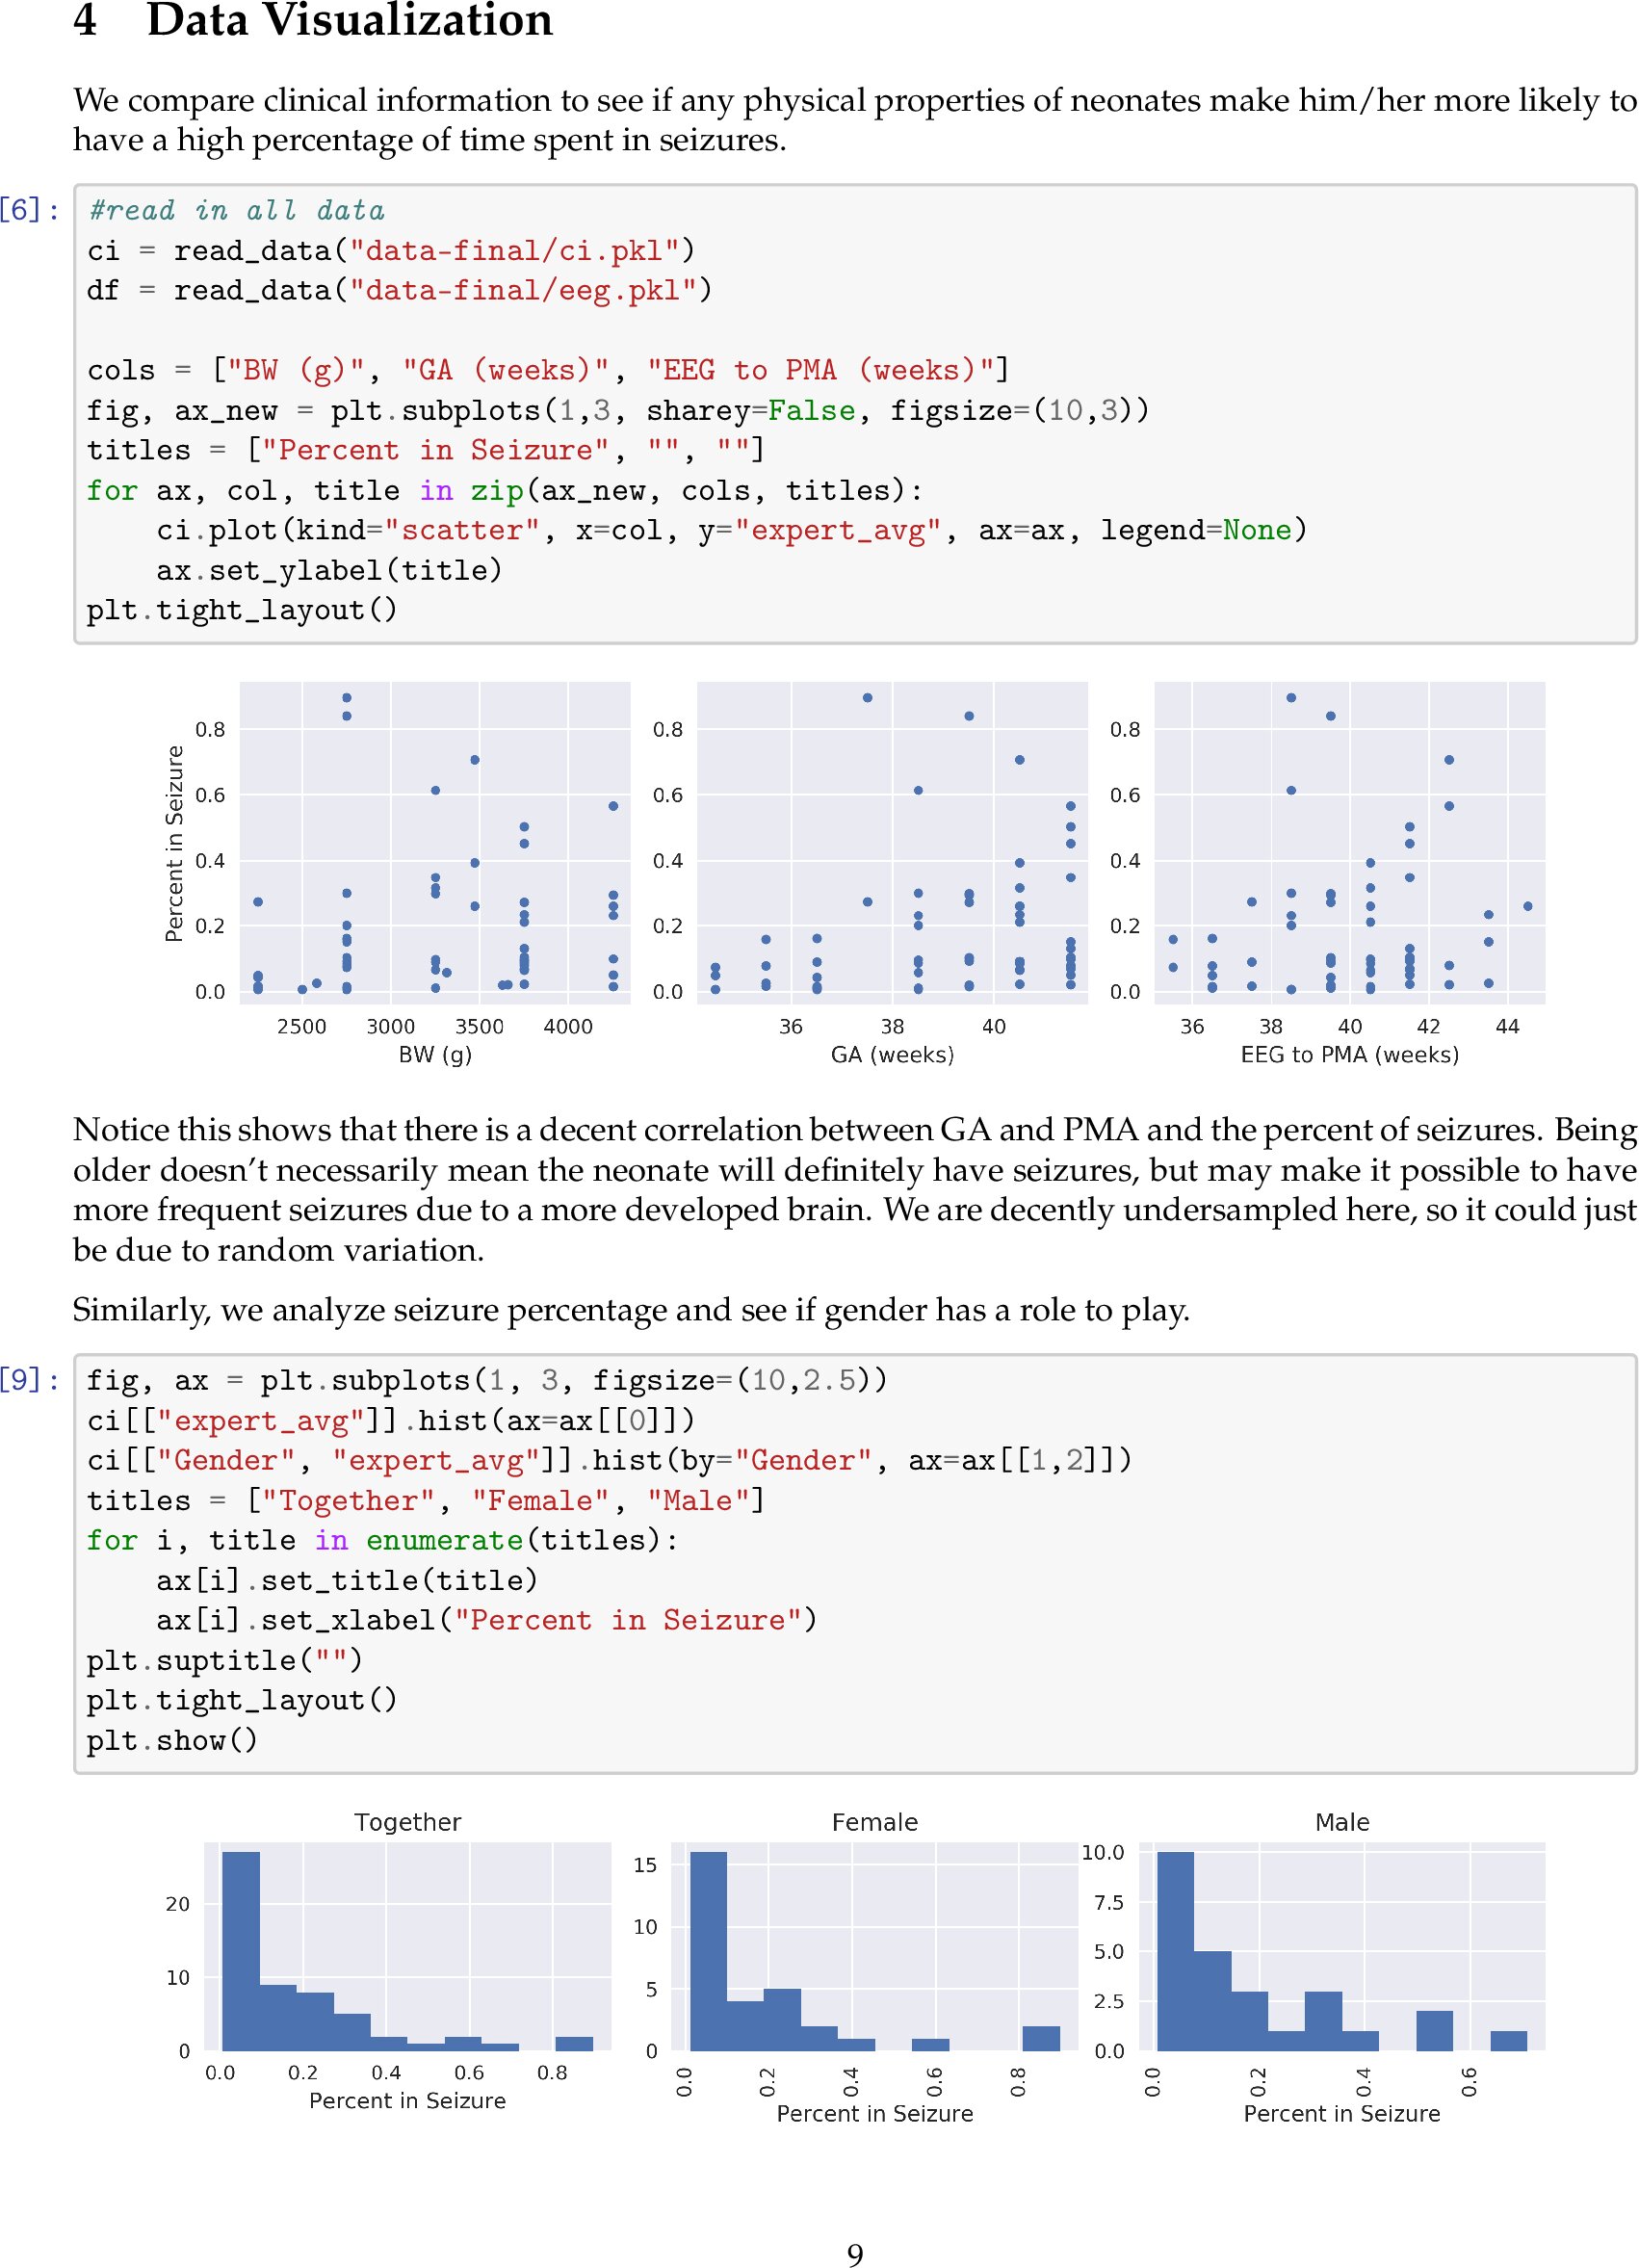 4 Data Visualization
We compare clinical information to see if any physical properties of neonates make him/her more likely to
have a high percentage of time spent in seizures.
[6]: #read in all data
ci = read_data("data-final/ci.pkl")
df = read_data("data-final/eeg.pkl")
cols = ["BW (g)", "GA (weeks)", "EEG to PMA (weeks)"]
fig, ax_new = plt.subplots(1,3, sharey=False, figsize=(10,3))
titles = ["Percent in Seizure", "", ""]
for ax, col, title in zip(ax_new, cols, titles):
    ci.plot(kind="scatter", x=col, y="expert_avg", ax=ax, legend=None)
    ax.set_ylabel(title)
plt.tight_layout()
Percent in Seizure
0.8
0.6
0.4
0.2
0.0
2500 3000 3500 4000
BW (g)
0.8
0.6
0.4
0.2
0.0
36 38 40
GA (weeks)
0.8
0.6
0.4
0.2
0.0
36 38 40 42 44
EEG to PMA (weeks)
Notice this shows that there is a decent correlation between GA and PMA and the percent of seizures. Being
older doesn't necessarily mean the neonate will definitely have seizures, but may make it possible to have
more frequent seizures due to a more developed brain. We are decently undersampled here, so it could just
be due to random variation.
Similarly, we analyze seizure percentage and see if gender has a role to play.
[9]: fig, ax = plt.subplots(1, 3, figsize=(10,2.5))
ci[["expert_avg"]].hist(ax=ax[[0]])
ci[["Gender", "expert_avg"]].hist(by="Gender", ax=ax[[1,2]])
titles = ["Together", "Female", "Male"]
for i, title in enumerate(titles):
    ax[i].set_title(title)
    ax[i].set_xlabel("Percent in Seizure")
plt.suptitle("")
plt.tight_layout()
plt.show()
Together
20
10
0
0.0 0.2 0.4 0.6 0.8
Percent in Seizure
Female
15
10
5
0
0.0 0.2 0.4 0.6 0.8
Percent in Seizure
Male
10.0
7.5
5.0
2.5
0.0
0.0 0.2 0.4 0.6
Percent in Seizure
9